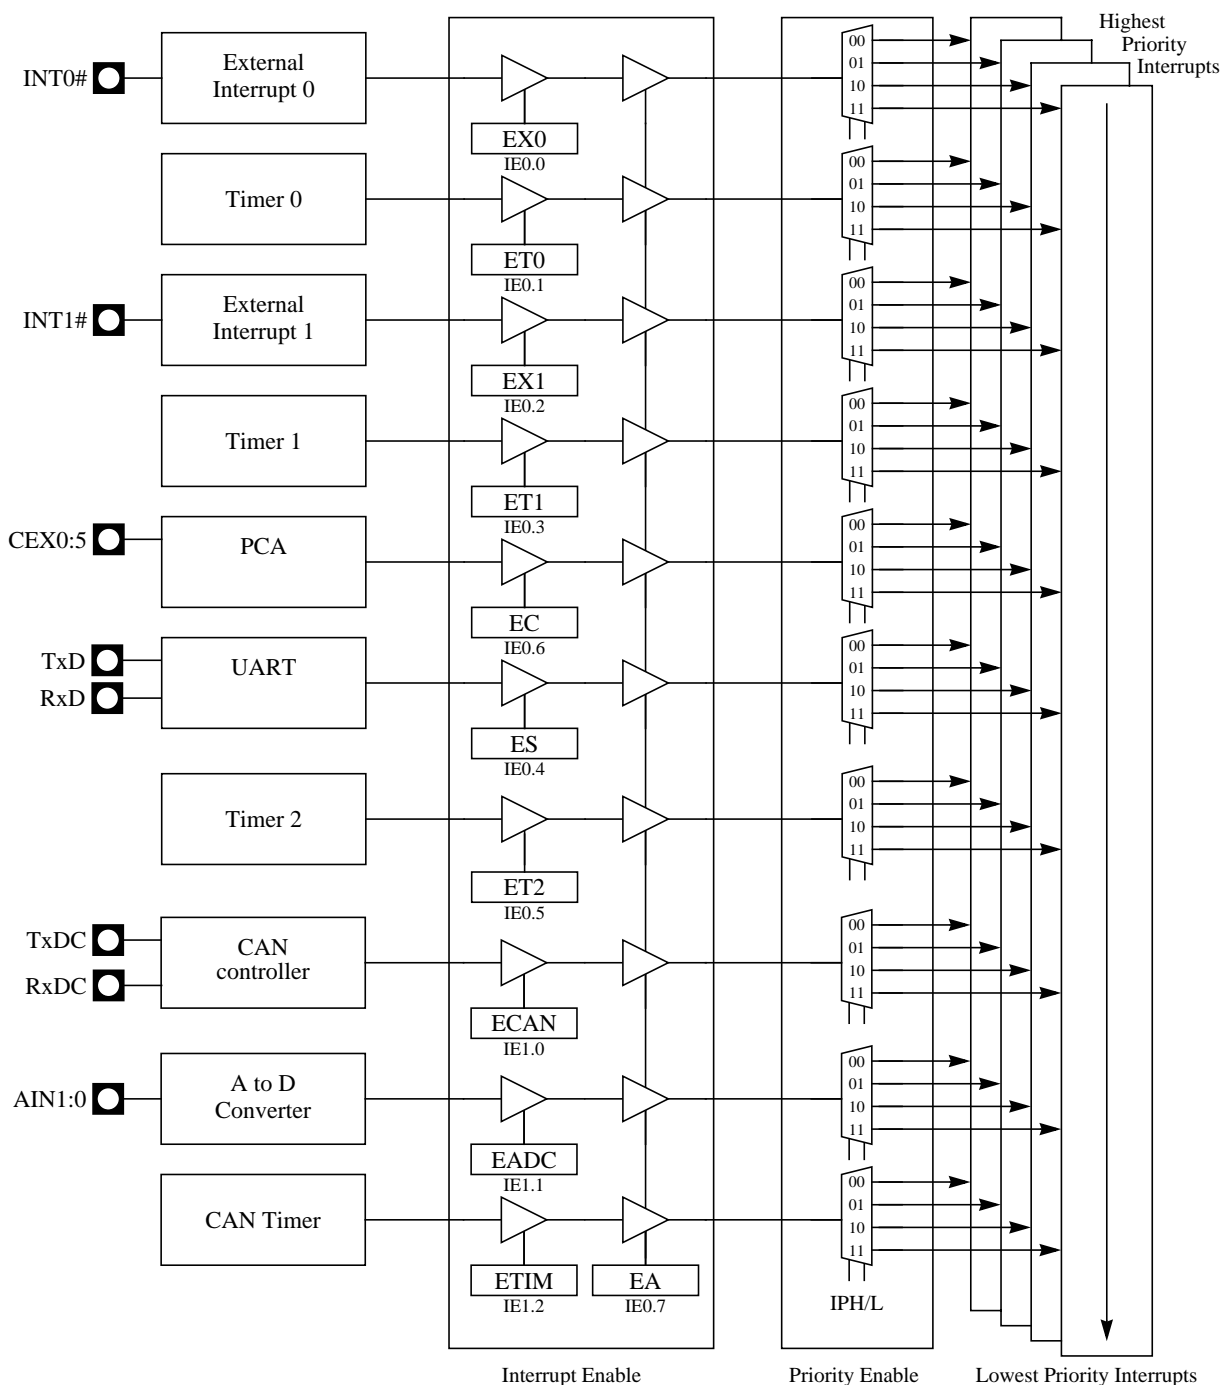 Highest
Priority
Interrupts
INT0#
External
Interrupt 0
EX0
IE0.0
00
01
10
11
Timer 0
ET0
IE0.1
00
01
10
11
INT1#
External
Interrupt 1
EX1
IE0.2
00
01
10
11
Timer 1
ET1
IE0.3
00
01
10
11
CEX0:5
PCA
EC
IE0.6
00
01
10
11
TxD
RxD
UART
ES
IE0.4
00
01
10
11
Timer 2
ET2
IE0.5
00
01
10
11
TxDC
RxDC
CAN
controller
ECAN
IE1.0
00
01
10
11
AIN1:0
A to D
Converter
EADC
IE1.1
00
01
10
11
CAN Timer
ETIM
IE1.2
EA
IE0.7
00
01
10
11
IPH/L
Interrupt Enable
Priority Enable
Lowest Priority Interrupts